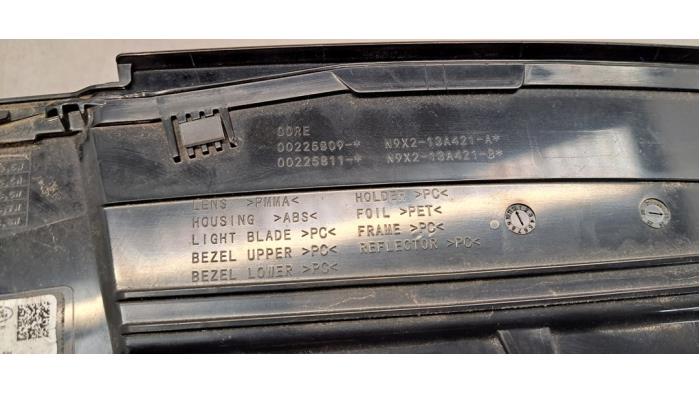 CORE
00225809-* N9X2-13A421-A*
00225811-* N9X2-13A421-B*
LENS >PMMA< HOLDER >PC<
HOUSING >ABS< FOIL >PET<
LIGHT BLADE >PC< FRAME >PC<
BEZEL UPPER >PC< REFLECTOR >PC<
BEZEL LOWER >PC<